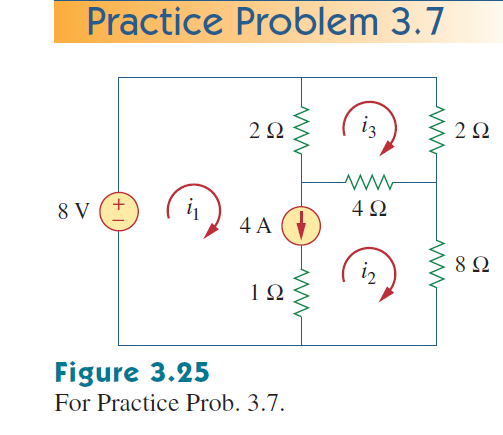 Practice Problem 3.7
2 Ω
i3
2 Ω
8 V
+
−
i1
4 A
4 Ω
1 Ω
i2
8 Ω
Figure 3.25
For Practice Prob. 3.7.